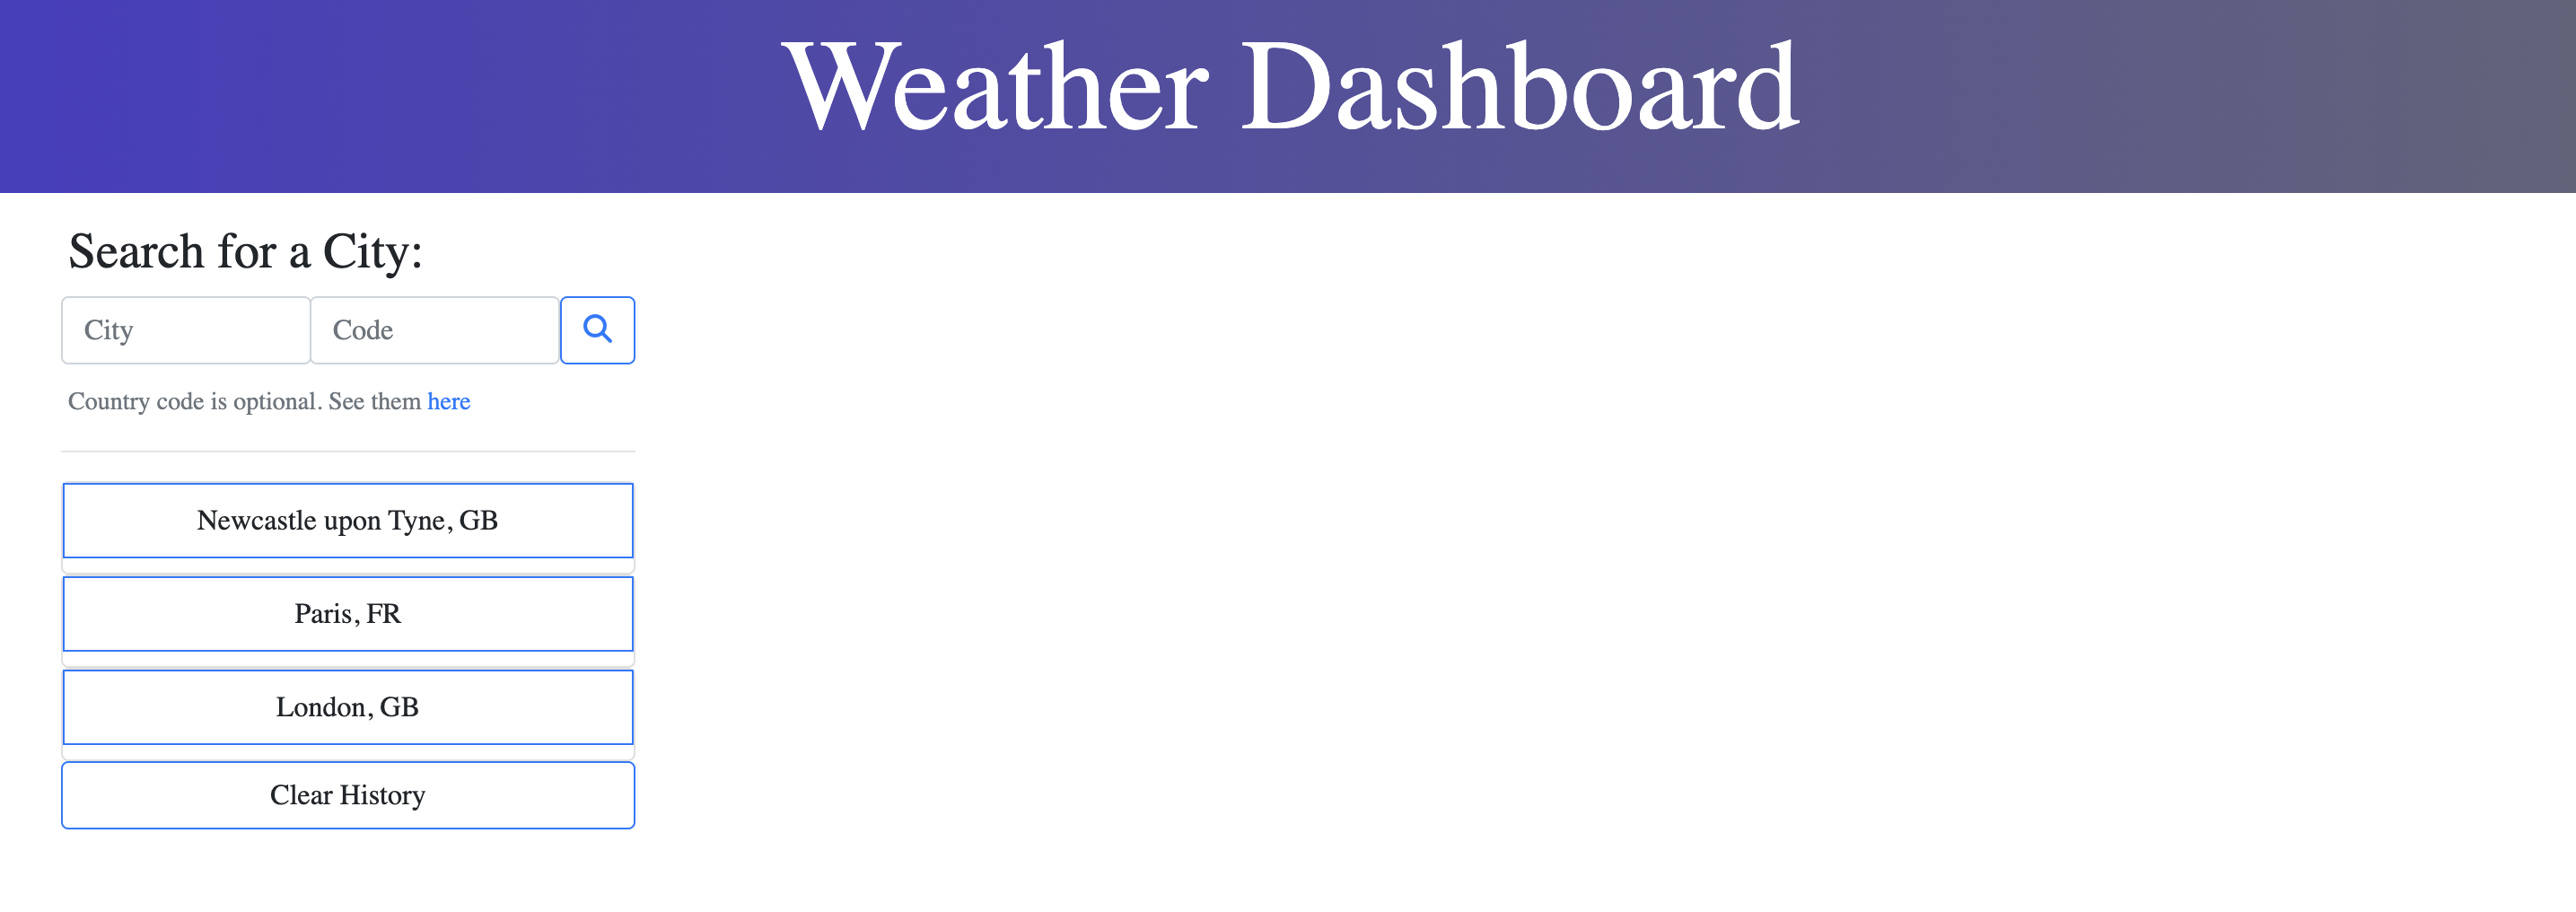 Weather Dashboard
Search for a City:
City
Code
Country code is optional. See them here
Newcastle upon Tyne, GB
Paris, FR
London, GB
Clear History